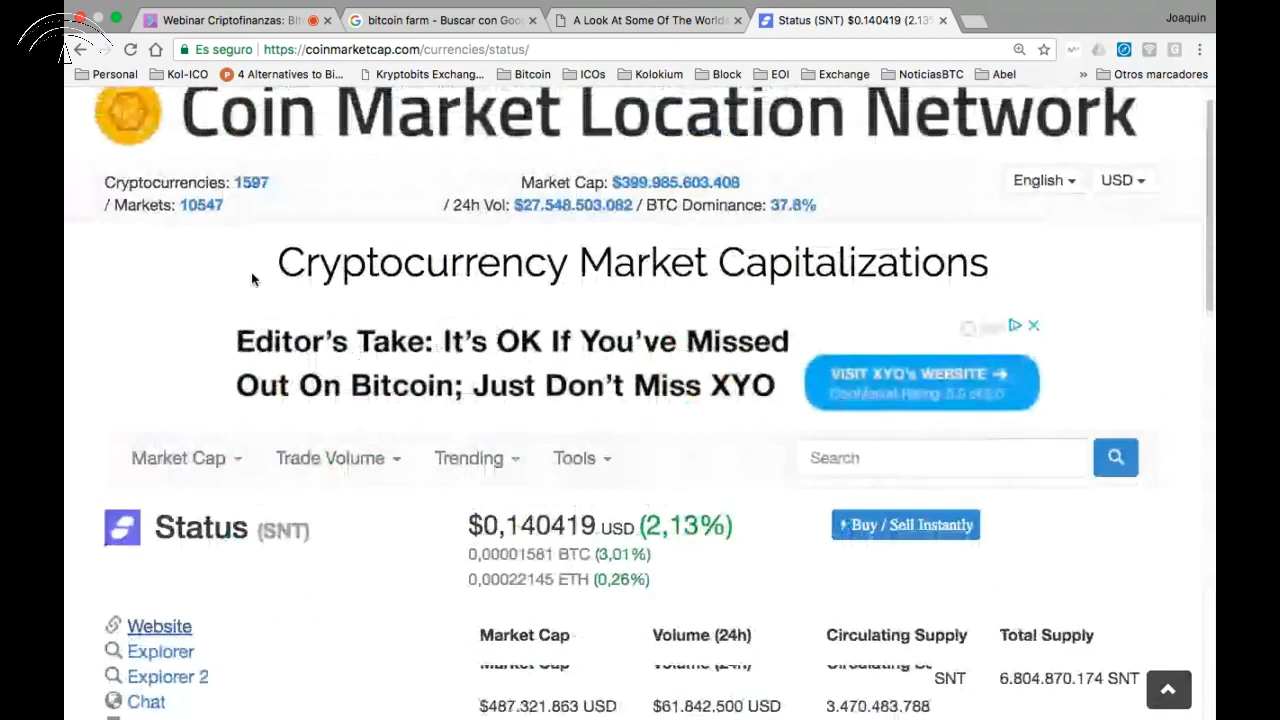 Webinar Criptofinanzas: Bit
bitcoin farm - Buscar con Goo
A Look At Some Of The Worlds
Status (SNT) $0.140419 (2.13%
Joaquin
Es seguro
https://coinmarketcap.com/currencies/status/
Personal
Kol-ICO
4 Alternatives to Bi...
Kryptobits Exchang...
Bitcoin
ICOs
Kolokium
Block
EOI
Exchange
NoticiasBTC
Abel
»
Otros marcadores
Coin Market Location Network
Cryptocurrencies: 1597
/ Markets: 10547
Market Cap: $399.985.603.408
/ 24h Vol: $27.548.503.082 / BTC Dominance: 37.8%
English
USD
Cryptocurrency Market Capitalizations
Editor's Take: It's OK If You've Missed
Out On Bitcoin; Just Don't Miss XYO
VISIT XYO's WEBSITE →
Market Cap
Trade Volume
Trending
Tools
Search
Status (SNT)
$0,140419 USD (2,13%)
0,00001581 BTC (3,01%)
0,00022145 ETH (0,26%)
Buy / Sell Instantly
Website
Explorer
Explorer 2
Chat
Market Cap
Volume (24h)
Circulating Supply
Total Supply
SNT
6.804.870.174 SNT
$487.321.863 USD
$61.842.500 USD
3.470.483.788